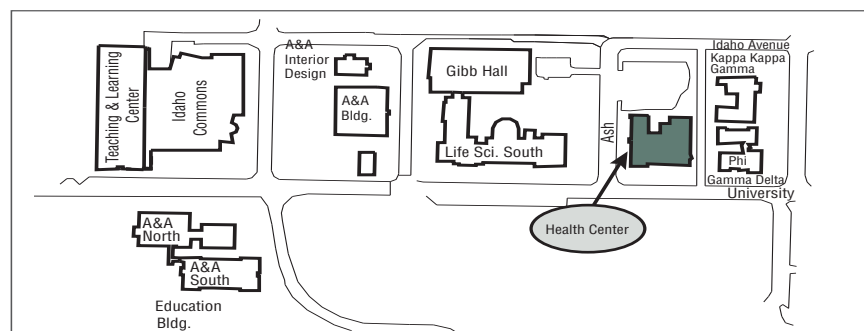 Teaching & Learning
Center
Idaho
Commons
A&A
Interior
Design
A&A
Bldg.
Gibb Hall
Life Sci. South
Ash
Idaho Avenue
Kappa Kappa
Gamma
Phi
Gamma Delta
University
Health Center
A&A
North
A&A
South
Education
Bldg.